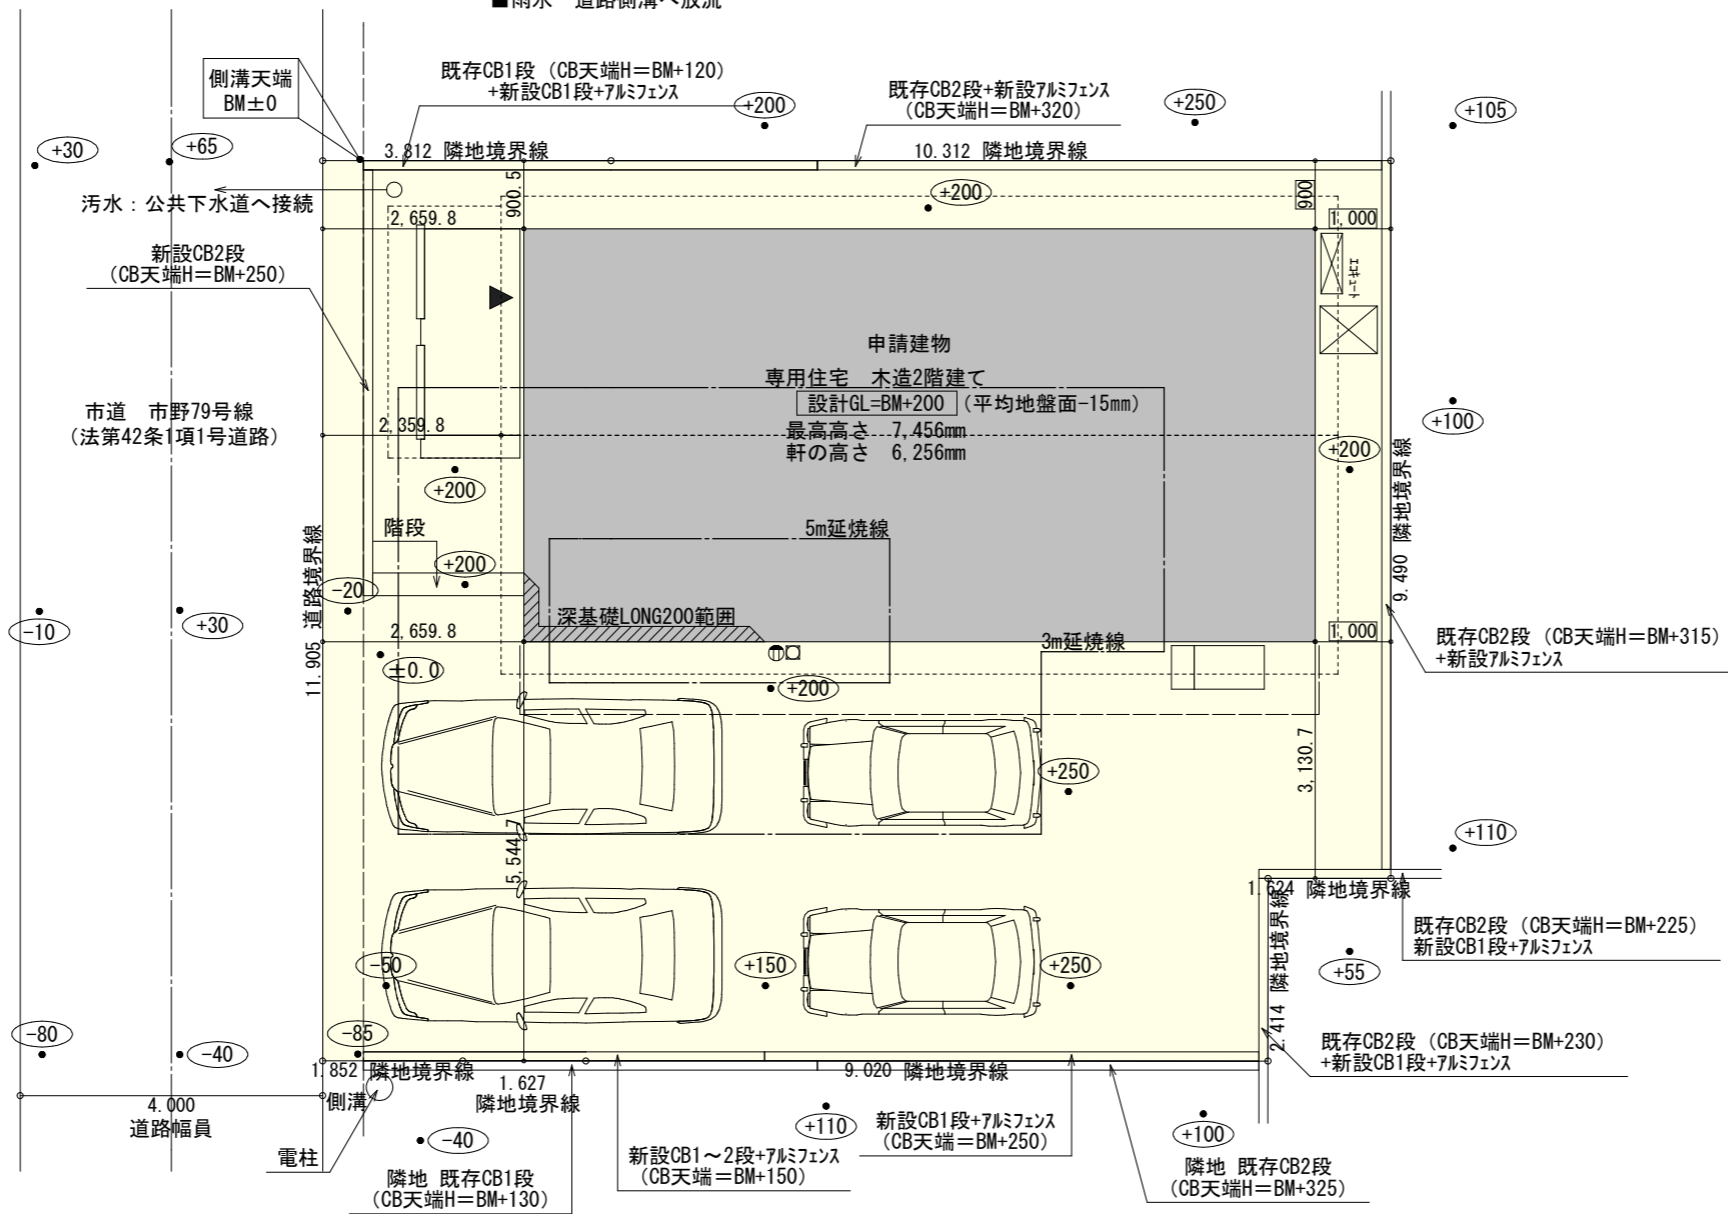 ■雨水 道路側溝へ放流
側溝天端
BM±0
既存CB1段 (CB天端H＝BM+120)
+新設CB1段+ｱﾙﾐﾌｪﾝｽ
+200
既存CB2段+新設ｱﾙﾐﾌｪﾝｽ
(CB天端H＝BM+320)
+250
+105
+30
+65
3.812 隣地境界線
10.312 隣地境界線
汚水：公共下水道へ接続
2,659.8
900.5
+200
900
1,000
新設CB2段
(CB天端H＝BM+250)
ｴｺｷｭｰﾄ
申請建物
専用住宅 木造2階建て
設計GL=BM+200 (平均地盤面-15mm)
最高高さ 7,456mm
軒の高さ 6,256mm
市道 市野79号線
(法第42条1項1号道路)
2,359.8
+100
+200
+200
9.490 隣地境界線
階段
5m延焼線
+200
-20
11.905 道路境界線
-10
+30
深基礎LONG200範囲
2,659.8
3m延焼線
1,000
既存CB2段 (CB天端H＝BM+315)
+新設ｱﾙﾐﾌｪﾝｽ
±0.0
+200
3,130.7
+250
5,544.7
+110
1.624 隣地境界線
既存CB2段 (CB天端H＝BM+225)
新設CB1段+ｱﾙﾐﾌｪﾝｽ
-50
+150
+250
+55
2.414 隣地境界線
-80
-40
-85
既存CB2段 (CB天端H＝BM+230)
+新設CB1段+ｱﾙﾐﾌｪﾝｽ
1.852 隣地境界線
1.627
隣地境界線
9.020 隣地境界線
4.000
道路幅員
側溝
電柱
-40
+110
新設CB1段+ｱﾙﾐﾌｪﾝｽ
(CB天端＝BM+250)
+100
隣地 既存CB1段
(CB天端H＝BM+130)
新設CB1～2段+ｱﾙﾐﾌｪﾝｽ
(CB天端＝BM+150)
隣地 既存CB2段
(CB天端H＝BM+325)